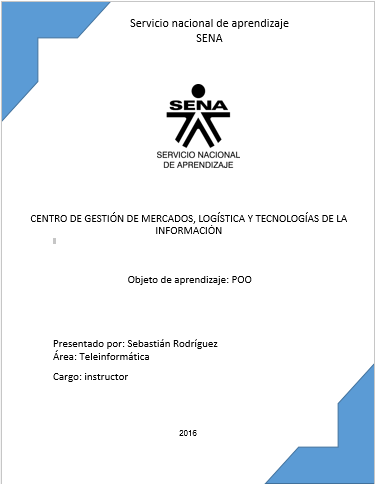 Servicio nacional de aprendizaje
SENA
SENA
SERVICIO NACIONAL
DE APRENDIZAJE
CENTRO DE GESTIÓN DE MERCADOS, LOGÍSTICA Y TECNOLOGÍAS DE LA
INFORMACIÓN
Objeto de aprendizaje: POO
Presentado por: Sebastián Rodríguez
Área: Teleinformática
Cargo: instructor
2016